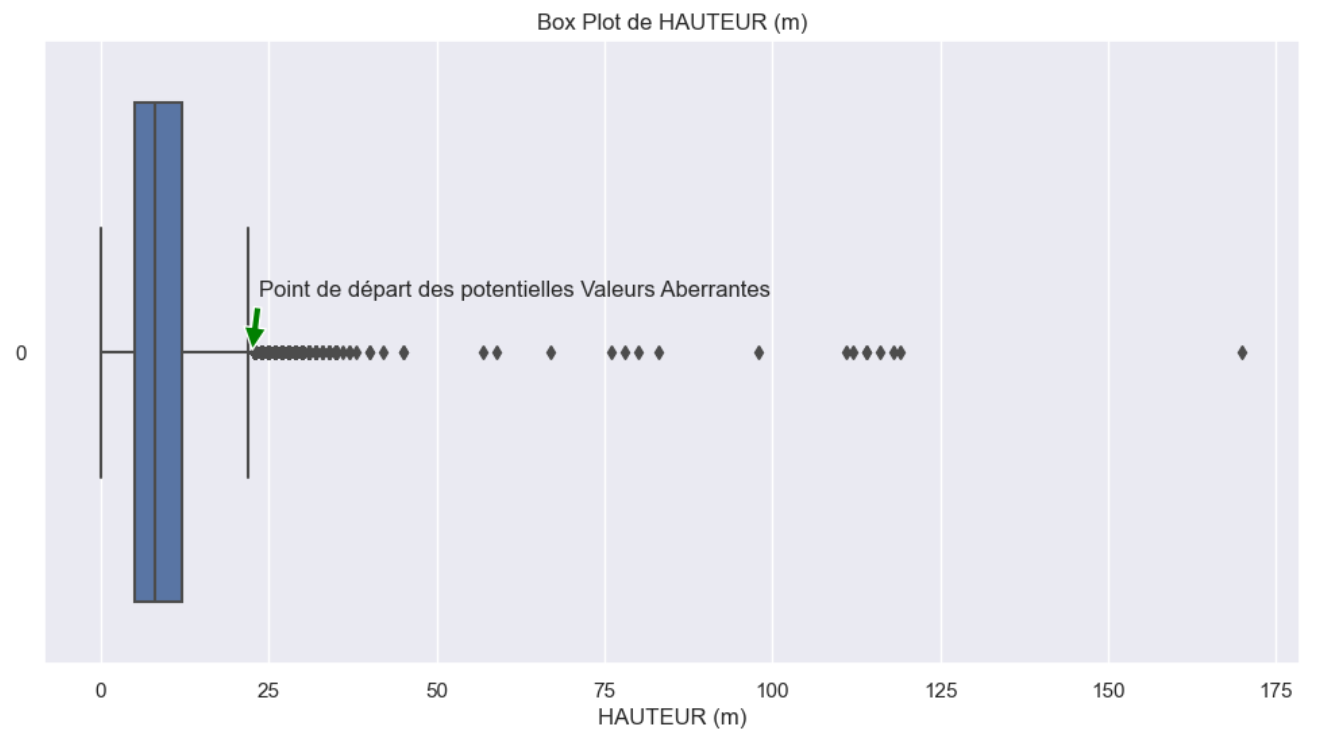 Box Plot de HAUTEUR (m)
Point de départ des potentielles Valeurs Aberrantes
0
0 25 50 75 100 125 150 175
HAUTEUR (m)